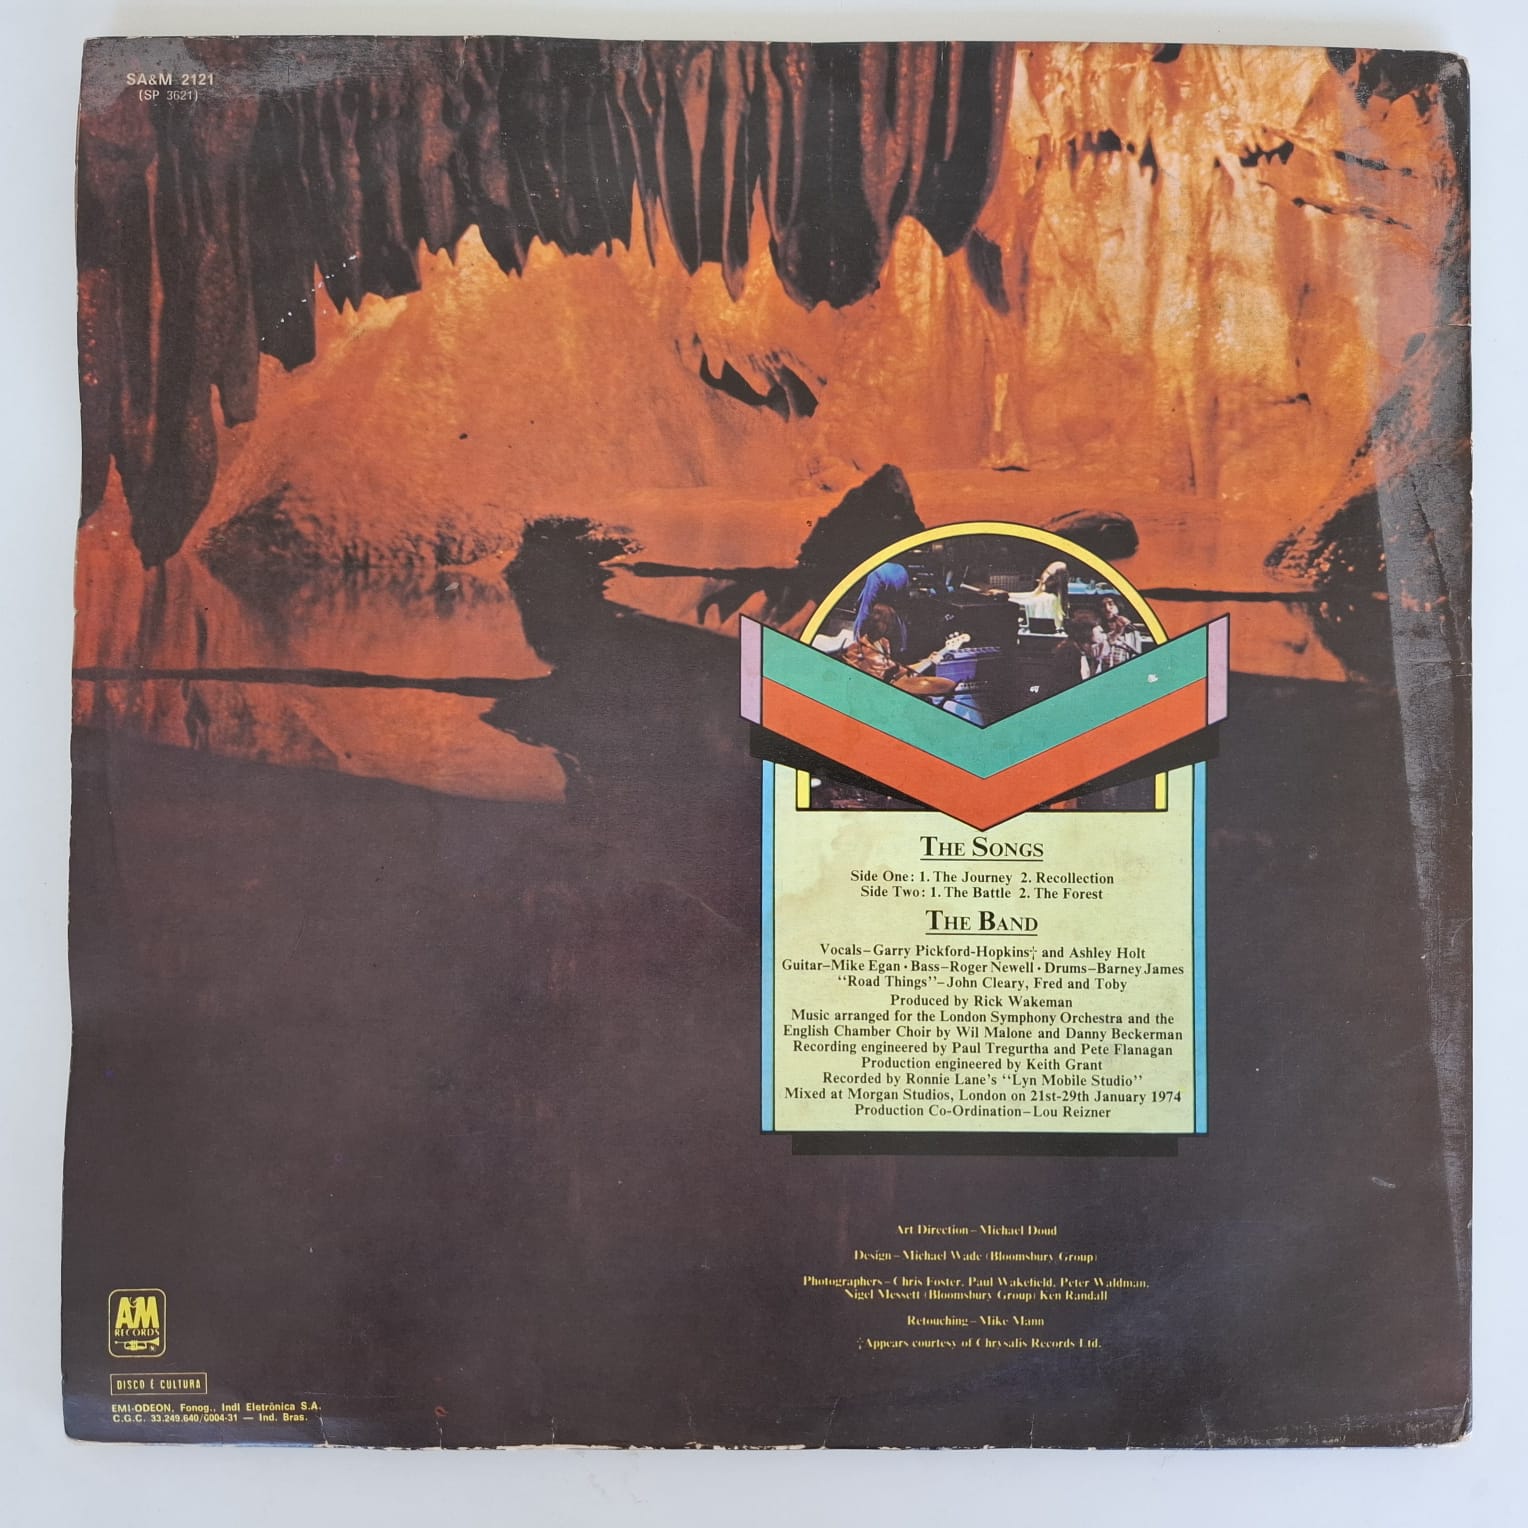 SA&M 2121
(SP 3621)
THE SONGS
Side One: 1. The Journey 2. Recollection
Side Two: 1. The Battle 2. The Forest
THE BAND
Vocals–Garry Pickford-Hopkins† and Ashley Holt
Guitar–Mike Egan • Bass–Roger Newell • Drums–Barney James
"Road Things"–John Cleary, Fred and Toby
Produced by Rick Wakeman
Music arranged for the London Symphony Orchestra and the
English Chamber Choir by Wil Malone and Danny Beckerman
Recording engineered by Paul Tregurtha and Pete Flanagan
Production engineered by Keith Grant
Recorded by Ronnie Lane's "Lyn Mobile Studio"
Mixed at Morgan Studios, London on 21st-29th January 1974
Production Co-Ordination–Lou Reizner
Art Direction–Michael Doud
Design–Michael Wade (Bloomsbury Group)
Photographers–Chris Foster, Paul Wakefield, Peter Waldman,
Nigel Messett (Bloomsbury Group) Ken Randall
Retouching–Mike Mann
†Appears courtesy of Chrysalis Records Ltd.
A&M
RECORDS
DISCO É CULTURA
EMI-ODEON, Fonog., Indl Eletrônica S.A.
C.G.C. 33.249.640/0004-31 — Ind. Bras.